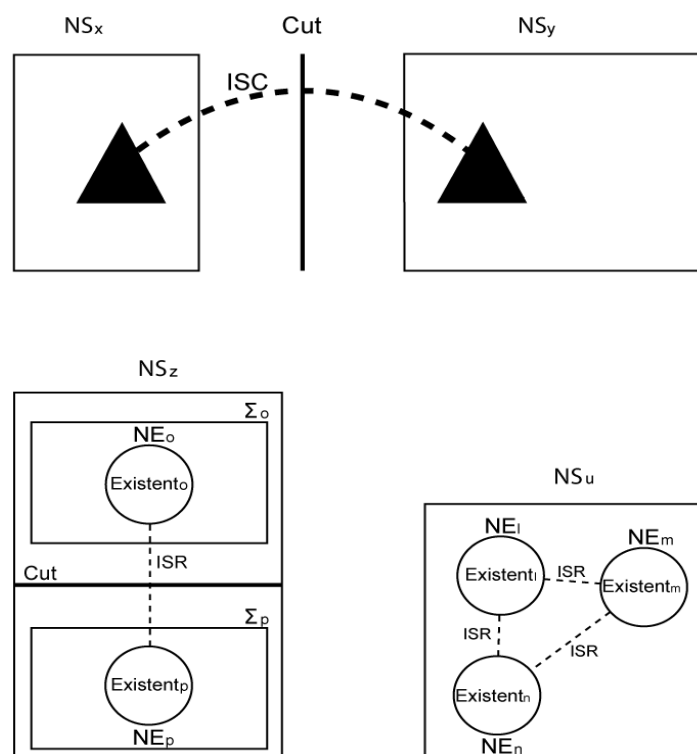 NSx Cut NSy
ISC
NSz
Σo
NEo
Existento
ISR
Cut
Σp
Existentp
NEp
NSu
NEl
NEm
Existentl
ISR
Existentm
ISR
ISR
Existentn
NEn